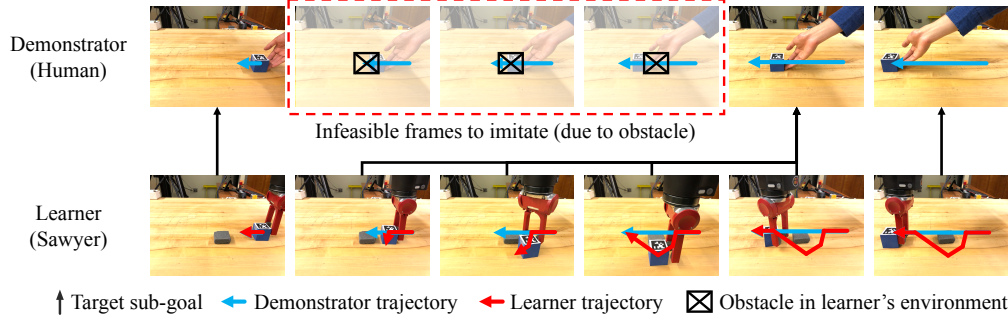 Demonstrator
(Human)
Infeasible frames to imitate (due to obstacle)
Learner
(Sawyer)
Target sub-goal
Demonstrator trajectory
Learner trajectory
Obstacle in learner's environment